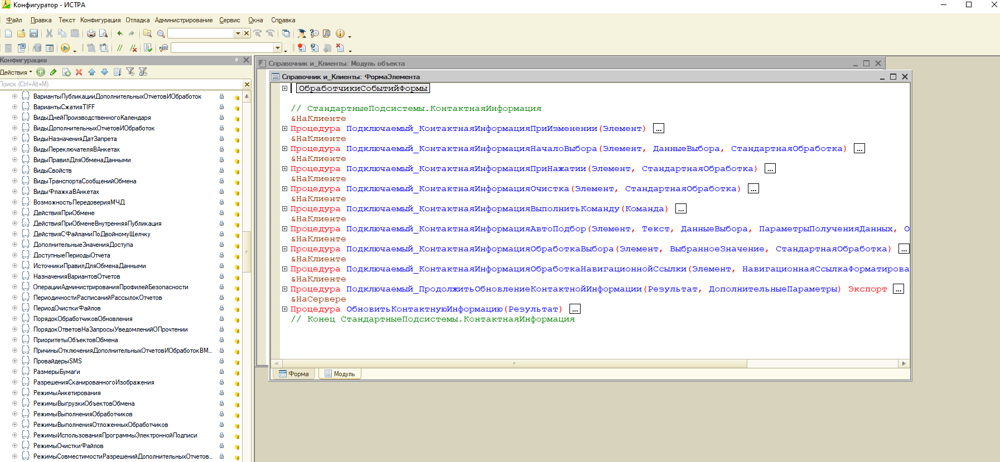 Конфигуратор - ИСТРА
Файл Правка Текст Конфигурация Отладка Администрирование Сервис Окна Справка
Конфигурация
Действия
Поиск (Ctrl+Alt+M)
ВариантыПубликацииДополнительныхОтчетовИОбработок
ВариантыСжатияTIFF
ВидыДнейПроизводственногоКалендаря
ВидыДополнительныхОтчетовИОбработок
ВидыНазначенияДатЗапрета
ВидыПереключателяВАнкетах
ВидыПравилДляОбменаДанными
ВидыСвойств
ВидыТранспортаСообщенийОбмена
ВидыФлажкаВАнкетах
ВозможностьПередоверияМЧД
ДействияПриОбмене
ДействияПриОбменеВнутренняяПубликация
ДействияСФайламиПоДвойномуЩелчку
ДополнительныеЗначенияДоступа
ДоступныеПериодыОтчета
ИсточникиПравилДляОбменаДанными
НазначенияВариантовОтчетов
ОперацииАдминистрированияПрофилейБезопасности
ПериодичностиРасписанийРассылокОтчетов
ПериодОчисткиФайлов
ПорядокОбработчиковОбновления
ПорядокОтветовНаЗапросыУведомленийОПрочтении
ПриоритетыОбъектовОбмена
ПричиныОтключенияДополнительныхОтчетовИОбработокВМ...
ПровайдерыSMS
РазмерыБумаги
РазрешенияСканированногоИзображения
РежимыАнкетирования
РежимыВыгрузкиОбъектовОбмена
РежимыВыполненияОбработчиков
РежимыВыполненияОтложенныхОбработчиков
РежимыИспользованияПрограммыЭлектроннойПодписи
РежимыОчисткиФайлов
РежимыСовместимостиРазрешенийДополнительныхОтчетов...
Справочник и_Клиенты: Модуль объекта
Справочник и_Клиенты: ФормаЭлемента
ОбработчикиСобытийФормы
// СтандартныеПодсистемы.КонтактнаяИнформация
&НаКлиенте
Процедура Подключаемый_КонтактнаяИнформацияПриИзменении(Элемент) ...
&НаКлиенте
Процедура Подключаемый_КонтактнаяИнформацияНачалоВыбора(Элемент, ДанныеВыбора, СтандартнаяОбработка) ...
&НаКлиенте
Процедура Подключаемый_КонтактнаяИнформацияПриНажатии(Элемент, СтандартнаяОбработка) ...
&НаКлиенте
Процедура Подключаемый_КонтактнаяИнформацияОчистка(Элемент, СтандартнаяОбработка) ...
&НаКлиенте
Процедура Подключаемый_КонтактнаяИнформацияВыполнитьКоманду(Команда) ...
&НаКлиенте
Процедура Подключаемый_КонтактнаяИнформацияАвтоПодбор(Элемент, Текст, ДанныеВыбора, ПараметрыПолученияДанных, О
&НаКлиенте
Процедура Подключаемый_КонтактнаяИнформацияОбработкаВыбора(Элемент, ВыбранноеЗначение, СтандартнаяОбработка) ...
&НаКлиенте
Процедура Подключаемый_КонтактнаяИнформацияОбработкаНавигационнойСсылки(Элемент, НавигационнаяСсылкаФорматирова
&НаКлиенте
Процедура Подключаемый_ПродолжитьОбновлениеКонтактнойИнформации(Результат, ДополнительныеПараметры) Экспорт ...
&НаСервере
Процедура ОбновитьКонтактнуюИнформацию(Результат) ...
// Конец СтандартныеПодсистемы.КонтактнаяИнформация
Форма Модуль